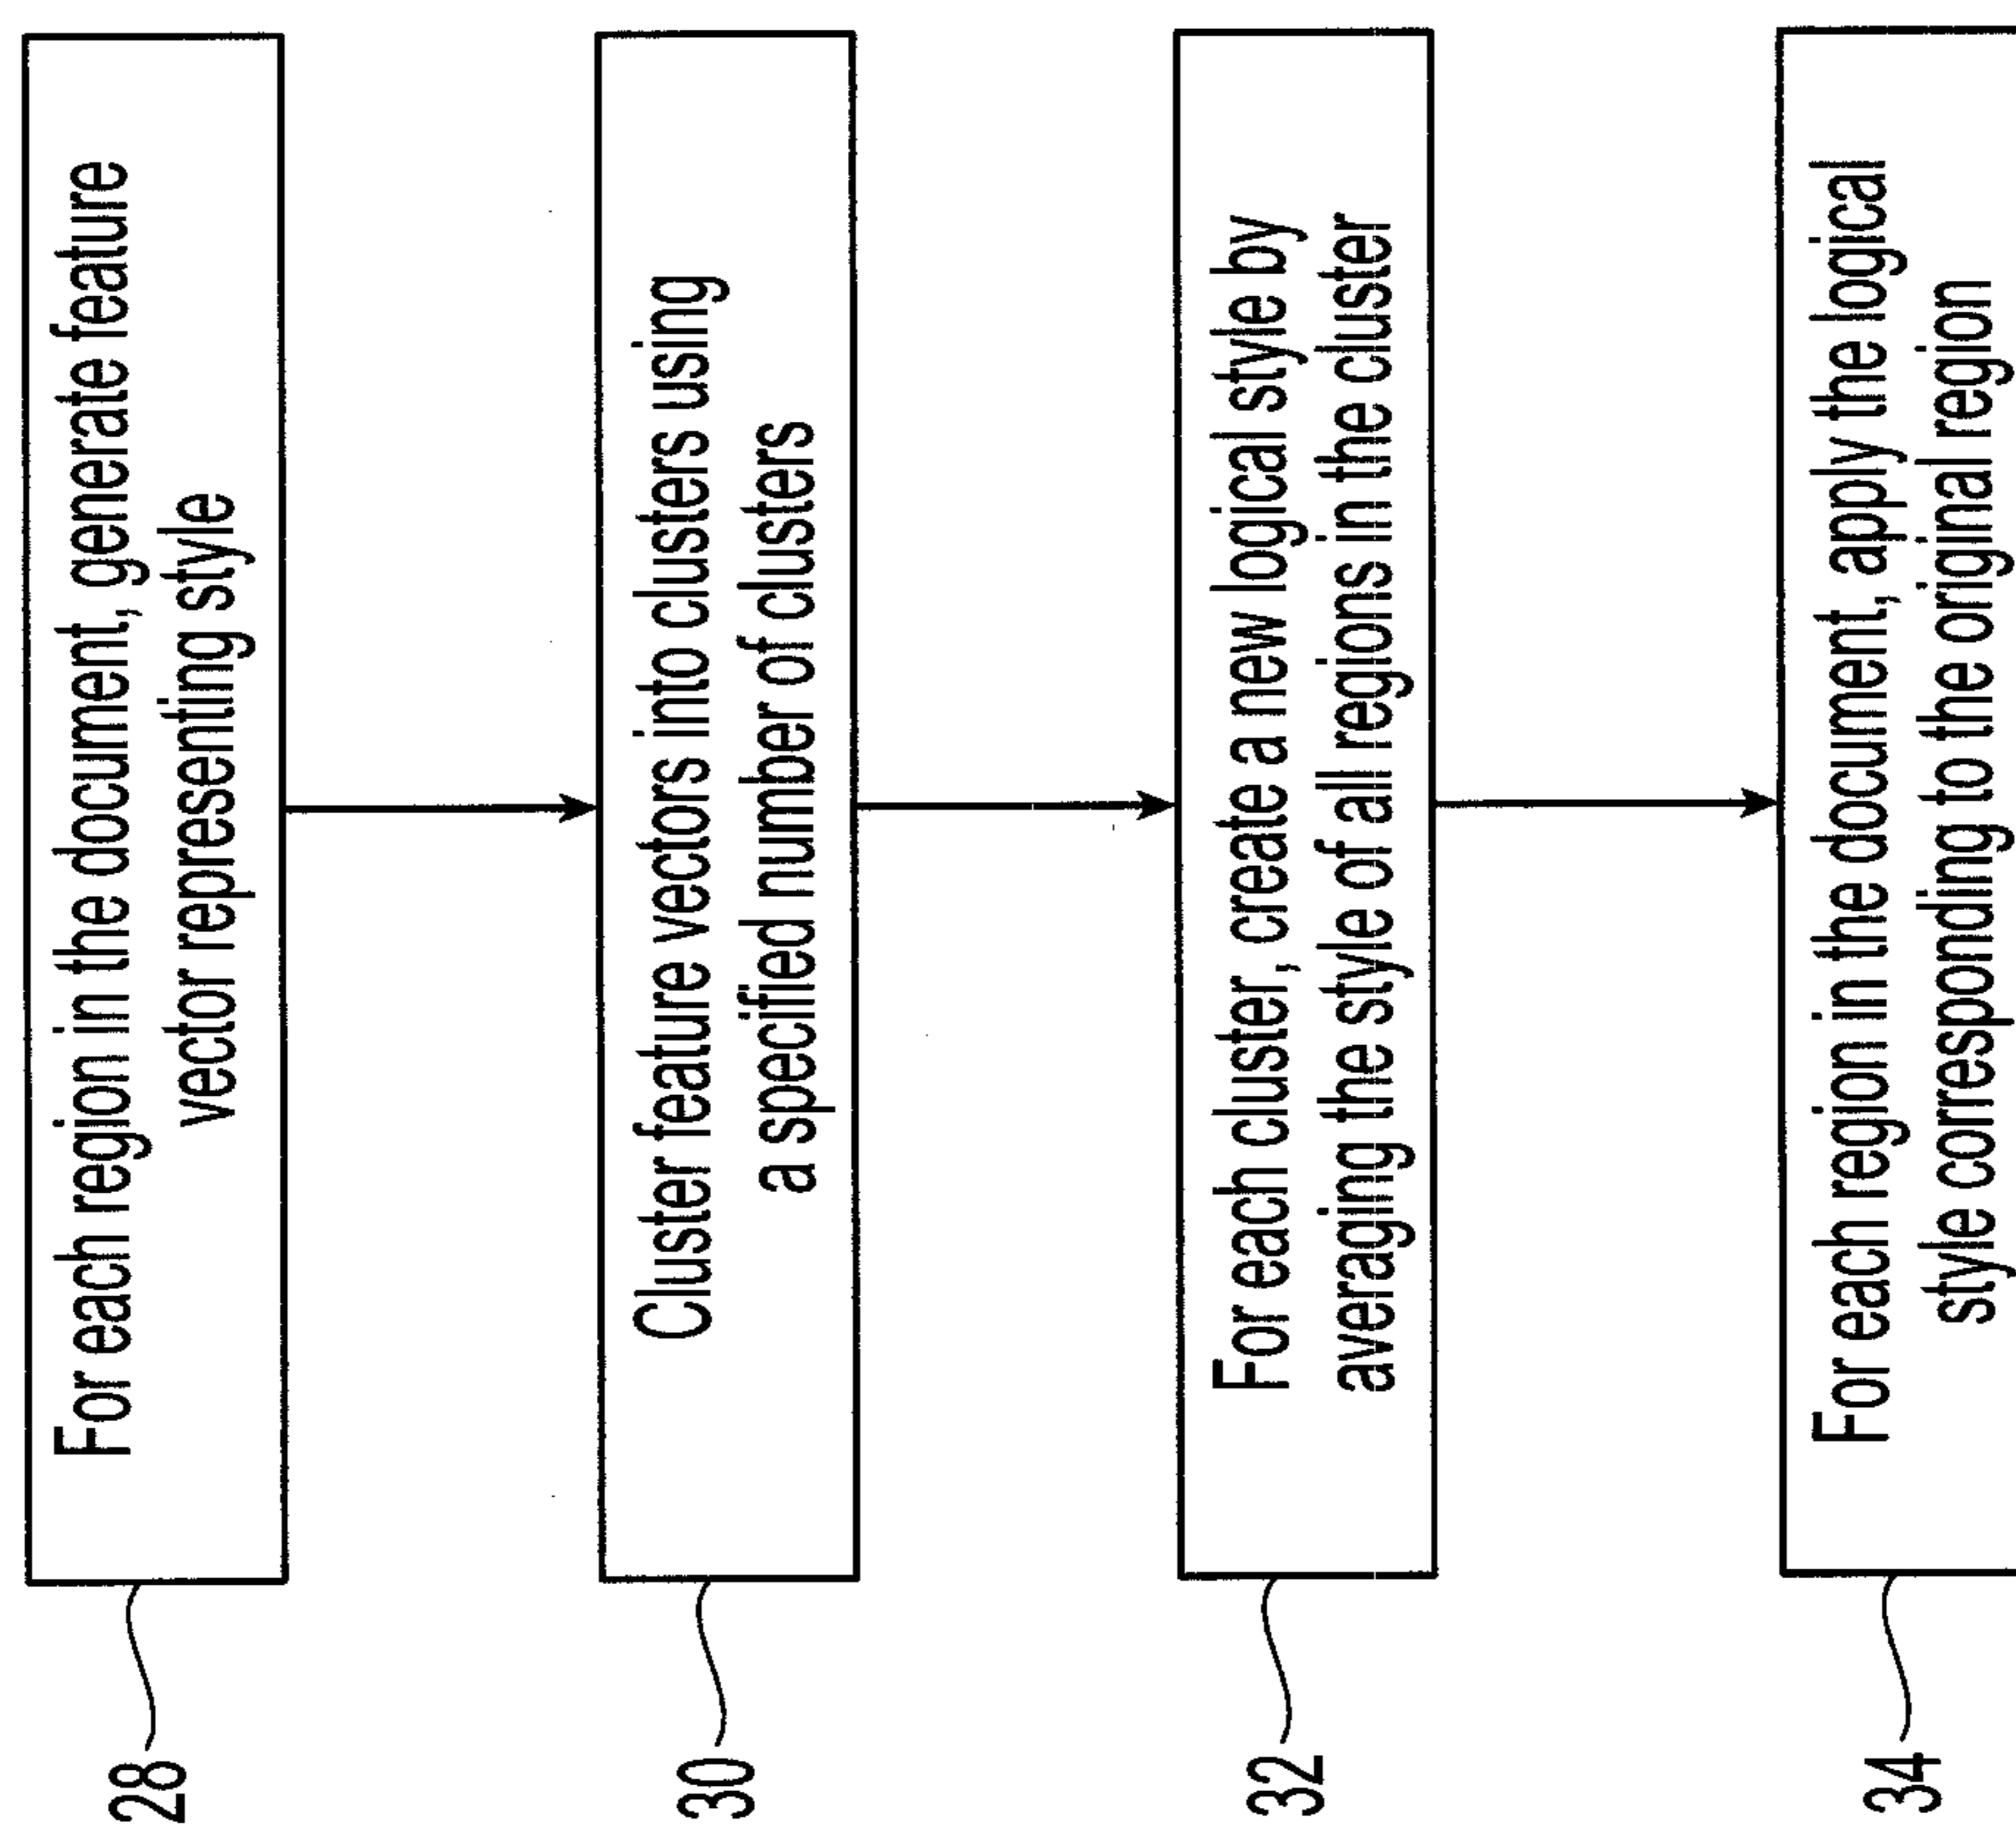 28
For each region in the document, generate feature
vector representing style
30
Cluster feature vectors into clusters using
a specified number of clusters
32
For each cluster, create a new logical style by
averaging the style of all regions in the cluster
34
For each region in the document, apply the logical
style corresponding to the original region